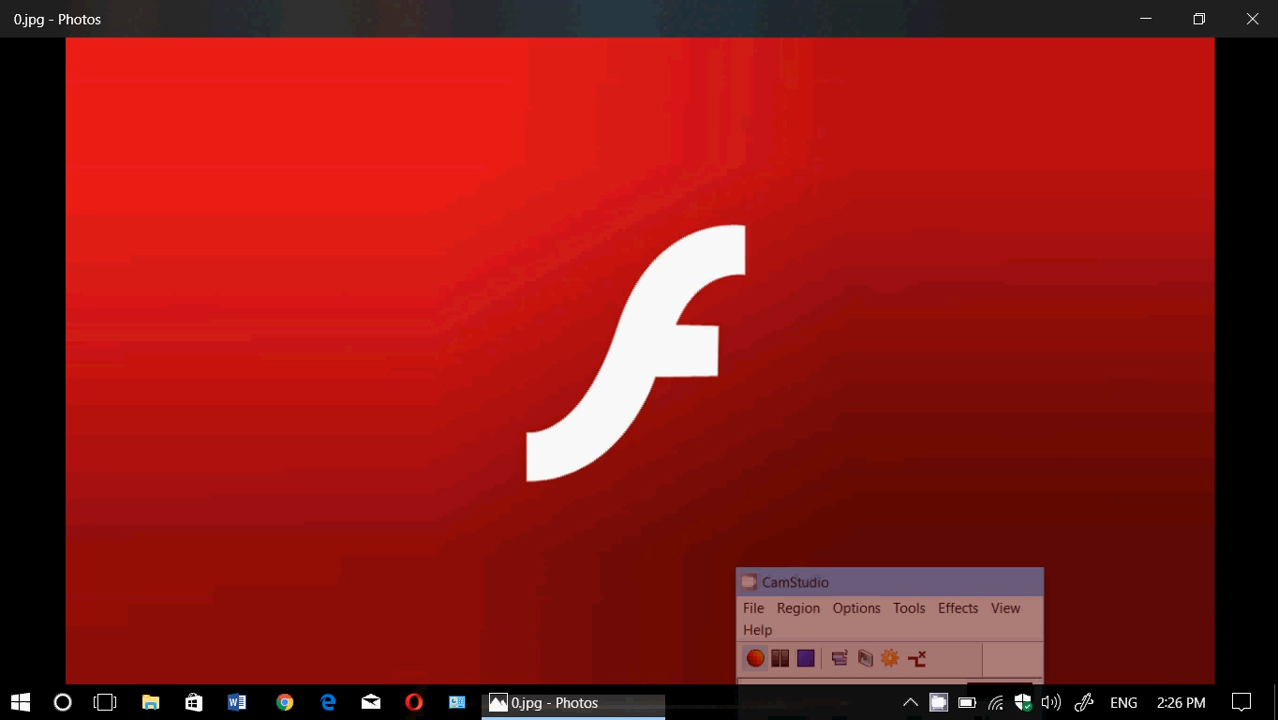 0.jpg - Photos
CamStudio
File Region Options Tools Effects View
Help
0.jpg - Photos
ENG
2:26 PM